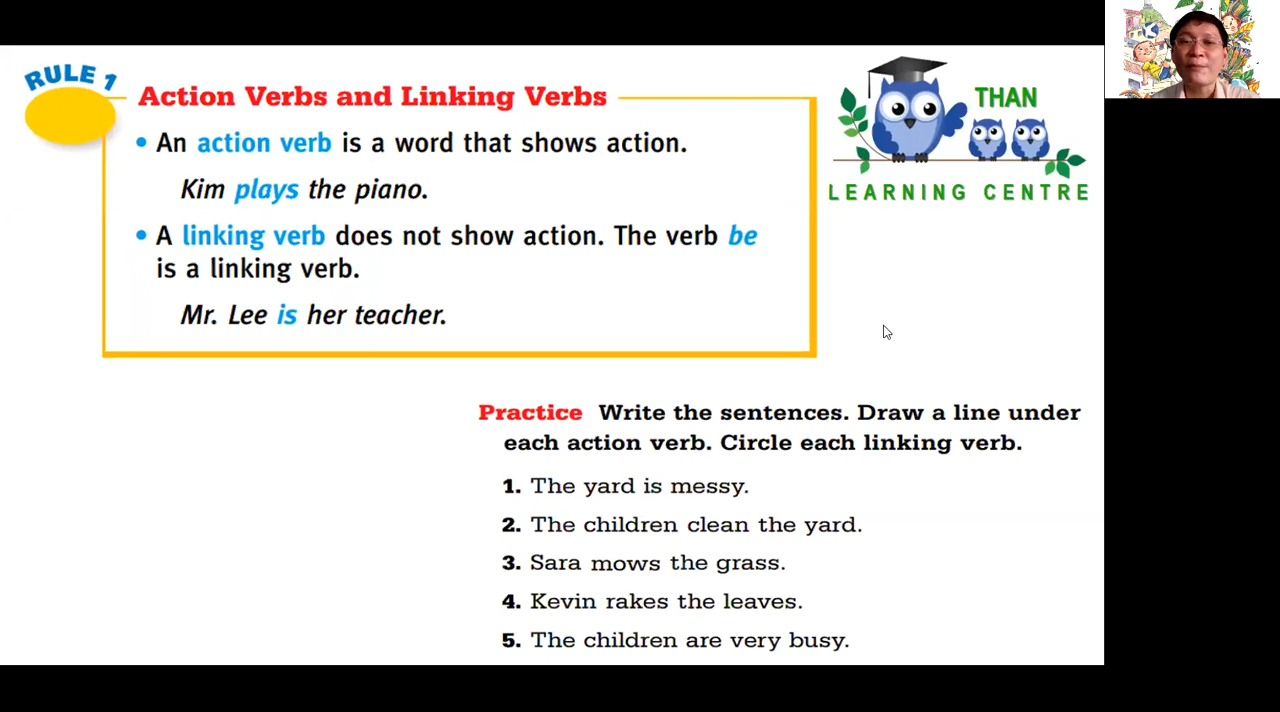 RULE 1
Action Verbs and Linking Verbs
• An action verb is a word that shows action.
Kim plays the piano.
• A linking verb does not show action. The verb be
is a linking verb.
Mr. Lee is her teacher.
THAN
LEARNING CENTRE
Practice Write the sentences. Draw a line under
each action verb. Circle each linking verb.
1. The yard is messy.
2. The children clean the yard.
3. Sara mows the grass.
4. Kevin rakes the leaves.
5. The children are very busy.